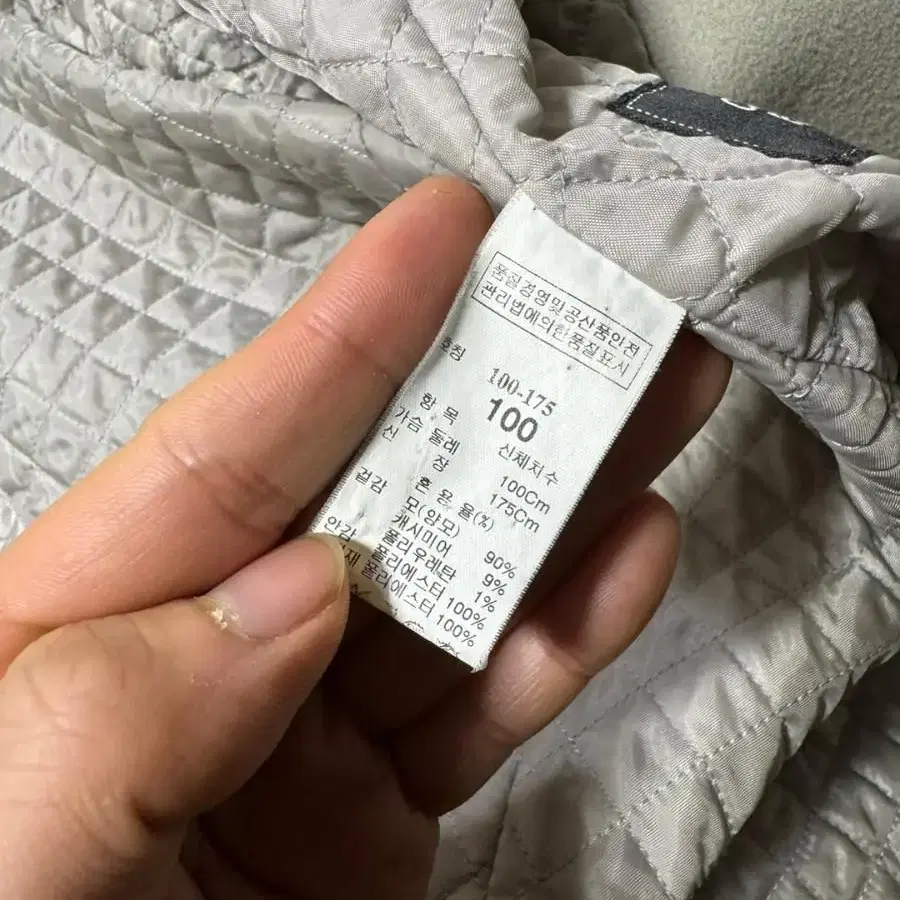 품질경영및공산품안전
관리법에의한품질표시
호칭
100-175
100
항 목 신체치수
가슴 둘레 100Cm
신 장 175Cm
겉감 혼 용 율(%)
모(양모) 90%
캐시미어 9%
폴리우레탄 1%
안감 폴리에스터 100%
폴리에스터 100%